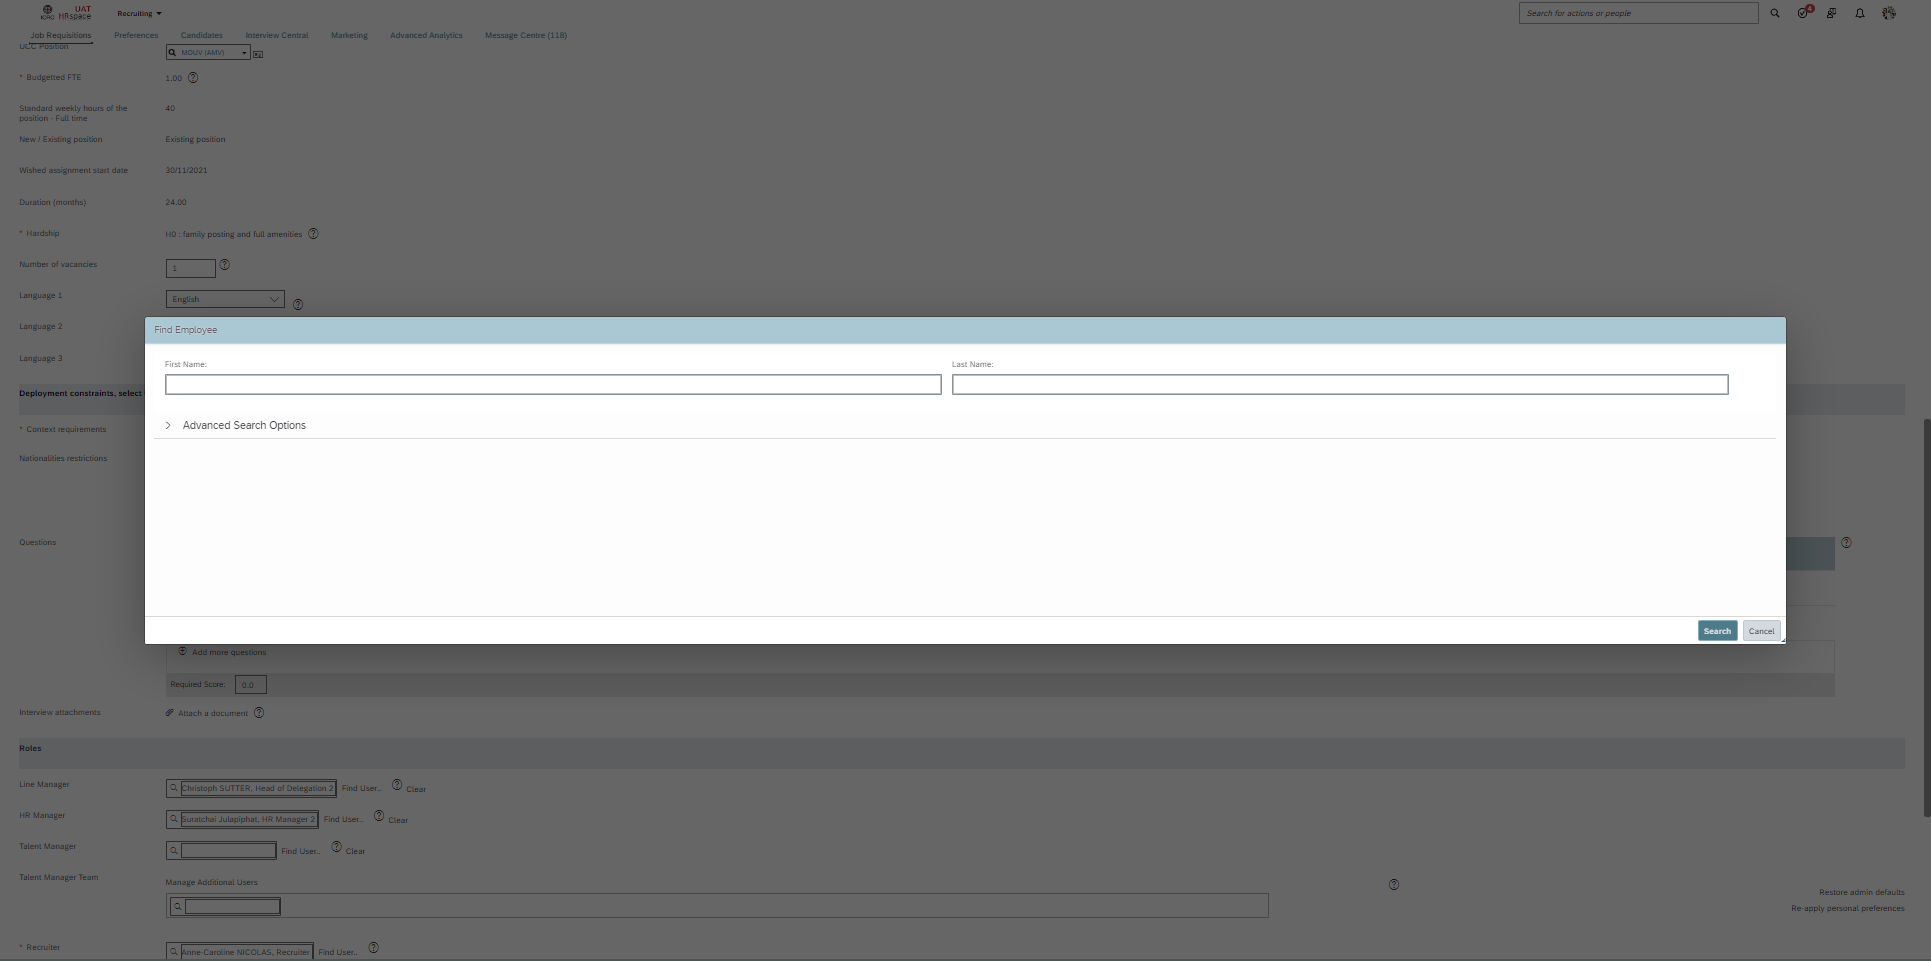 ICRC UAT HRspace
Recruiting
Search for actions or people
4
Job Requisitions Preferences Candidates Interview Central Marketing Advanced Analytics Message Centre (118)
UCC Position MOUV (AMV)
* Budgetted FTE 1.00
Standard weekly hours of the position - Full time 40
New / Existing position Existing position
Wished assignment start date 30/11/2021
Duration (months) 24.00
* Hardship H0 : family posting and full amenities
Number of vacancies 1
Language 1 English
Language 2
Language 3
Find Employee
First Name: Last Name:
Advanced Search Options
Search Cancel
Deployment constraints, select
* Context requirements
Nationalities restrictions
Questions
Add more questions
Required Score: 0.0
Interview attachments Attach a document
Roles
Line Manager Christoph SUTTER, Head of Delegation 2 Find User.. Clear
HR Manager Suratchai Julapiphat, HR Manager 2 Find User.. Clear
Talent Manager Find User.. Clear
Talent Manager Team Manage Additional Users
Restore admin defaults
Re-apply personal preferences
* Recruiter Anne-Caroline NICOLAS, Recruiter Find User..